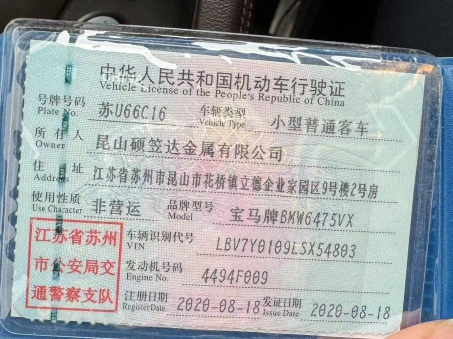 中华人民共和国机动车行驶证
Vehicle License of the People's Republic of China
号牌号码 Plate No. 苏U66C16 车辆类型 Vehicle Type 小型普通客车
所有人 Owner 昆山硕笠达金属有限公司
住址 Address 江苏省苏州市昆山市花桥镇立德企业家园区9号楼2号房
使用性质 Use Character 非营运 品牌型号 Model 宝马牌BMW6475VX
江苏省苏州
市公安局交
通警察支队
车辆识别代号 VIN LBV7Y0109LSX54803
发动机号码 Engine No. 4494F009
注册日期 Register Date 2020-08-18 发证日期 Issue Date 2020-08-18